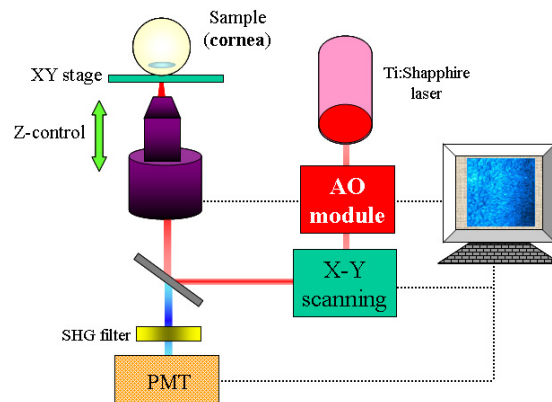 Sample
(cornea)
XY stage
Z-control
Ti:Shapphire
laser
AO
module
X-Y
scanning
SHG filter
PMT